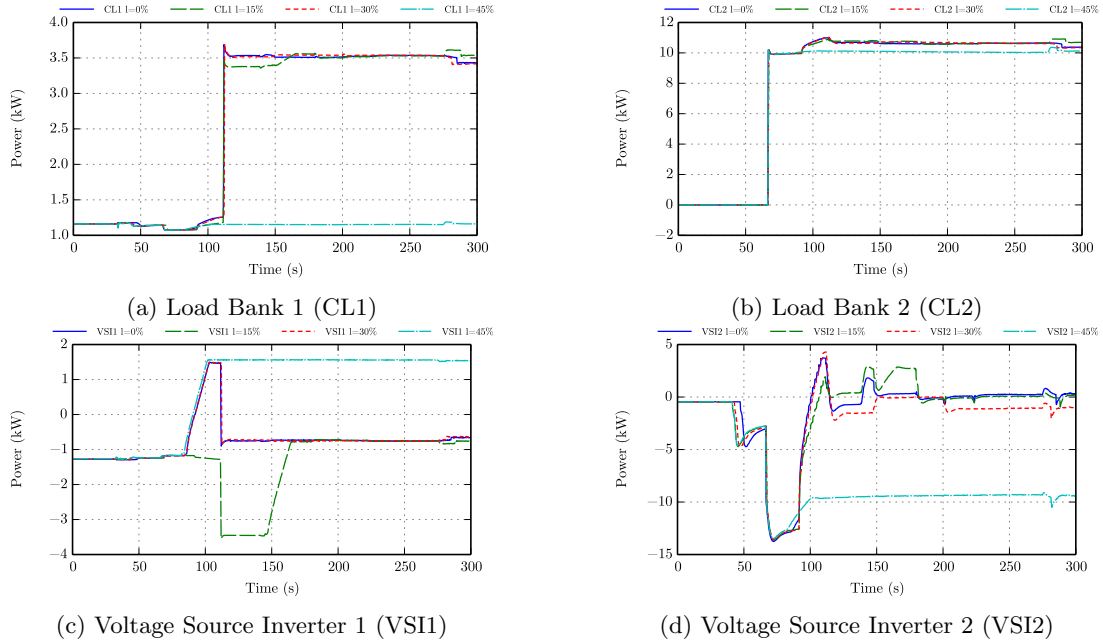 CL1 l=0% CL1 l=15% CL1 l=30% CL1 l=45%
4.0
3.5
3.0
2.5
2.0
1.5
1.0
Power (kW)
0 50 100 150 200 250 300
Time (s)
(a) Load Bank 1 (CL1)
CL2 l=0% CL2 l=15% CL2 l=30% CL2 l=45%
12
10
8
6
4
2
0
−2
Power (kW)
0 50 100 150 200 250 300
Time (s)
(b) Load Bank 2 (CL2)
VSI1 l=0% VSI1 l=15% VSI1 l=30% VSI1 l=45%
2
1
0
−1
−2
−3
−4
Power (kW)
0 50 100 150 200 250 300
Time (s)
(c) Voltage Source Inverter 1 (VSI1)
VSI2 l=0% VSI2 l=15% VSI2 l=30% VSI2 l=45%
5
0
−5
−10
−15
Power (kW)
0 50 100 150 200 250 300
Time (s)
(d) Voltage Source Inverter 2 (VSI2)